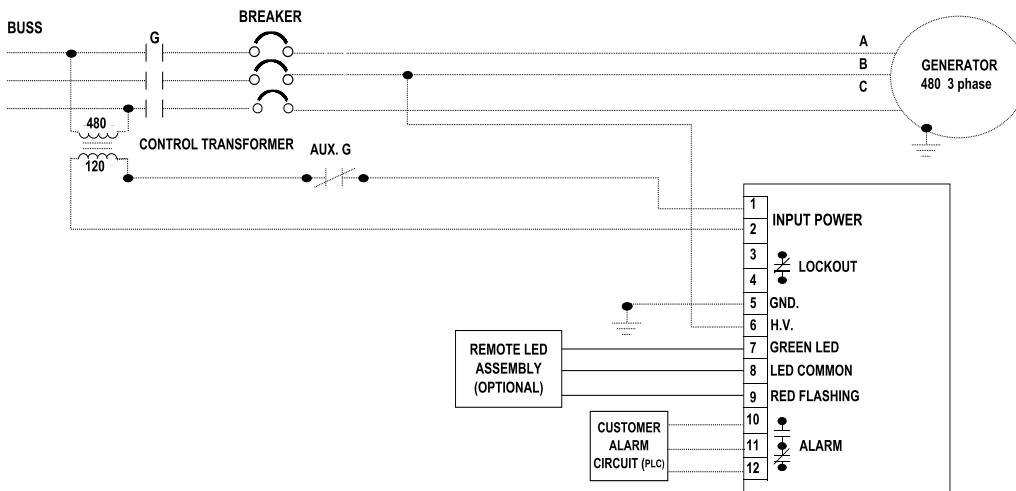 BREAKER
BUSS
G
A
B
C
GENERATOR
480 3 phase
480
CONTROL TRANSFORMER
AUX. G
120
1
INPUT POWER
2
3
LOCKOUT
4
5 GND.
6 H.V.
7 GREEN LED
8 LED COMMON
9 RED FLASHING
REMOTE LED
ASSEMBLY
(OPTIONAL)
10
11 ALARM
12
CUSTOMER
ALARM
CIRCUIT (PLC)